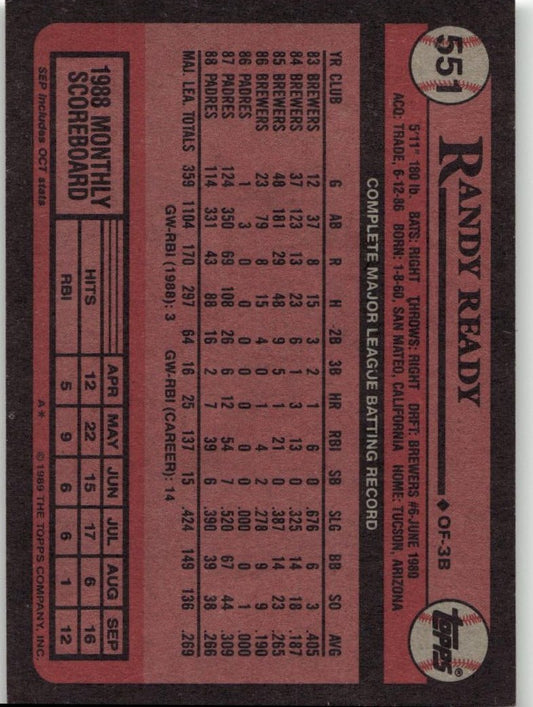 551
RANDY READY ♦ OF-3B
TOPPS®
5'11" 180 lb. BATS: RIGHT THROWS: RIGHT DRFT: BREWERS #6-JUNE 1980
ACQ: TRADE, 6-12-86 BORN: 1-8-60, SAN MATEO, CALIFORNIA HOME: TUCSON, ARIZONA
COMPLETE MAJOR LEAGUE BATTING RECORD
YR CLUB G AB R H 2B 3B HR RBI SB SLG BB SO AVG
83 BREWERS 12 37 8 15 3 2 1 6 0 .676 6 3 .405
84 BREWERS 37 123 13 23 6 1 3 13 0 .325 14 18 .187
85 BREWERS 48 181 29 48 9 5 1 21 0 .387 14 23 .265
86 BREWERS 23 79 8 15 4 0 1 4 2 .278 9 9 .190
86 PADRES 1 3 0 0 0 0 0 0 0 .000 0 1 .000
87 PADRES 124 350 69 108 26 6 12 54 7 .520 67 44 .309
88 PADRES 114 331 43 88 16 2 7 39 6 .390 39 38 .266
MAJ. LEA. TOTALS 359 1104 170 297 64 16 25 137 15 .424 149 136 .269
GW-RBI (1988): 3 GW-RBI (CAREER): 14
1988 MONTHLY
SCOREBOARD
APR MAY JUN JUL AUG SEP
HITS 12 22 15 17 6 16
RBI 5 9 6 6 1 12
SEP includes OCT stats A* © 1989 THE TOPPS COMPANY, INC.